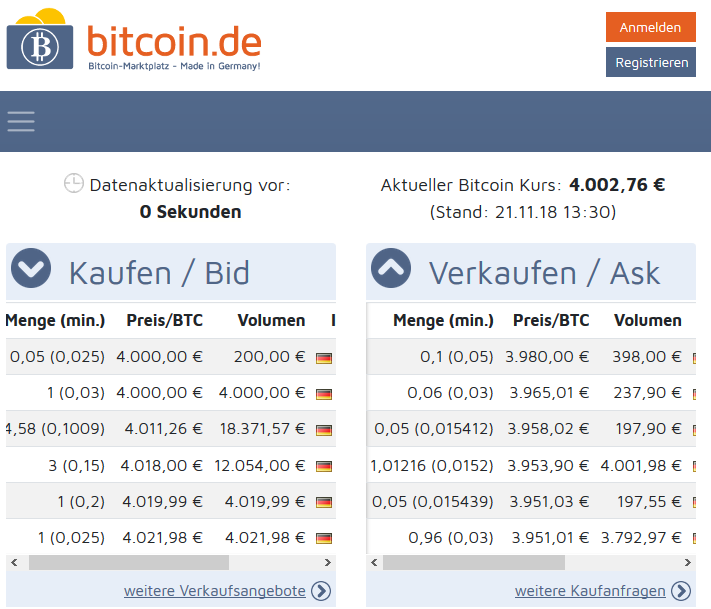 bitcoin.de
Bitcoin-Marktplatz - Made in Germany!
Anmelden
Registrieren
Datenaktualisierung vor:
0 Sekunden
Aktueller Bitcoin Kurs: 4.002,76 €
(Stand: 21.11.18 13:30)
Kaufen / Bid
Menge (min.) Preis/BTC Volumen
0,05 (0,025) 4.000,00 € 200,00 €
1 (0,03) 4.000,00 € 4.000,00 €
4,58 (0,1009) 4.011,26 € 18.371,57 €
3 (0,15) 4.018,00 € 12.054,00 €
1 (0,2) 4.019,99 € 4.019,99 €
1 (0,025) 4.021,98 € 4.021,98 €
weitere Verkaufsangebote
Verkaufen / Ask
Menge (min.) Preis/BTC Volumen
0,1 (0,05) 3.980,00 € 398,00 €
0,06 (0,03) 3.965,01 € 237,90 €
0,05 (0,015412) 3.958,02 € 197,90 €
1,01216 (0,0152) 3.953,90 € 4.001,98 €
0,05 (0,015439) 3.951,03 € 197,55 €
0,96 (0,03) 3.951,01 € 3.792,97 €
weitere Kaufanfragen